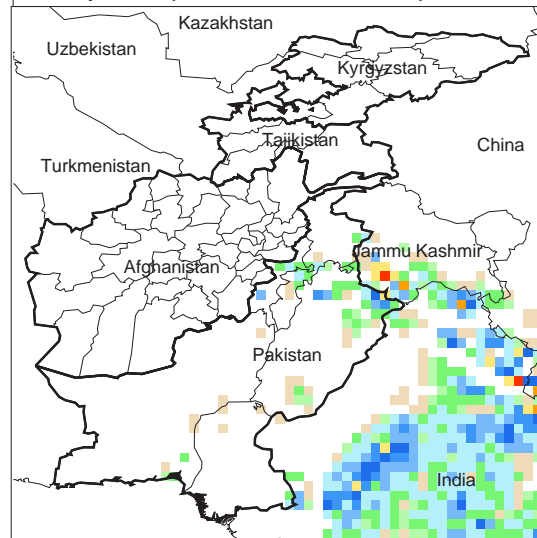 Kazakhstan
Uzbekistan
Kyrgyzstan
Tajikistan
China
Turkmenistan
Jammu Kashmir
Afghanistan
Pakistan
India